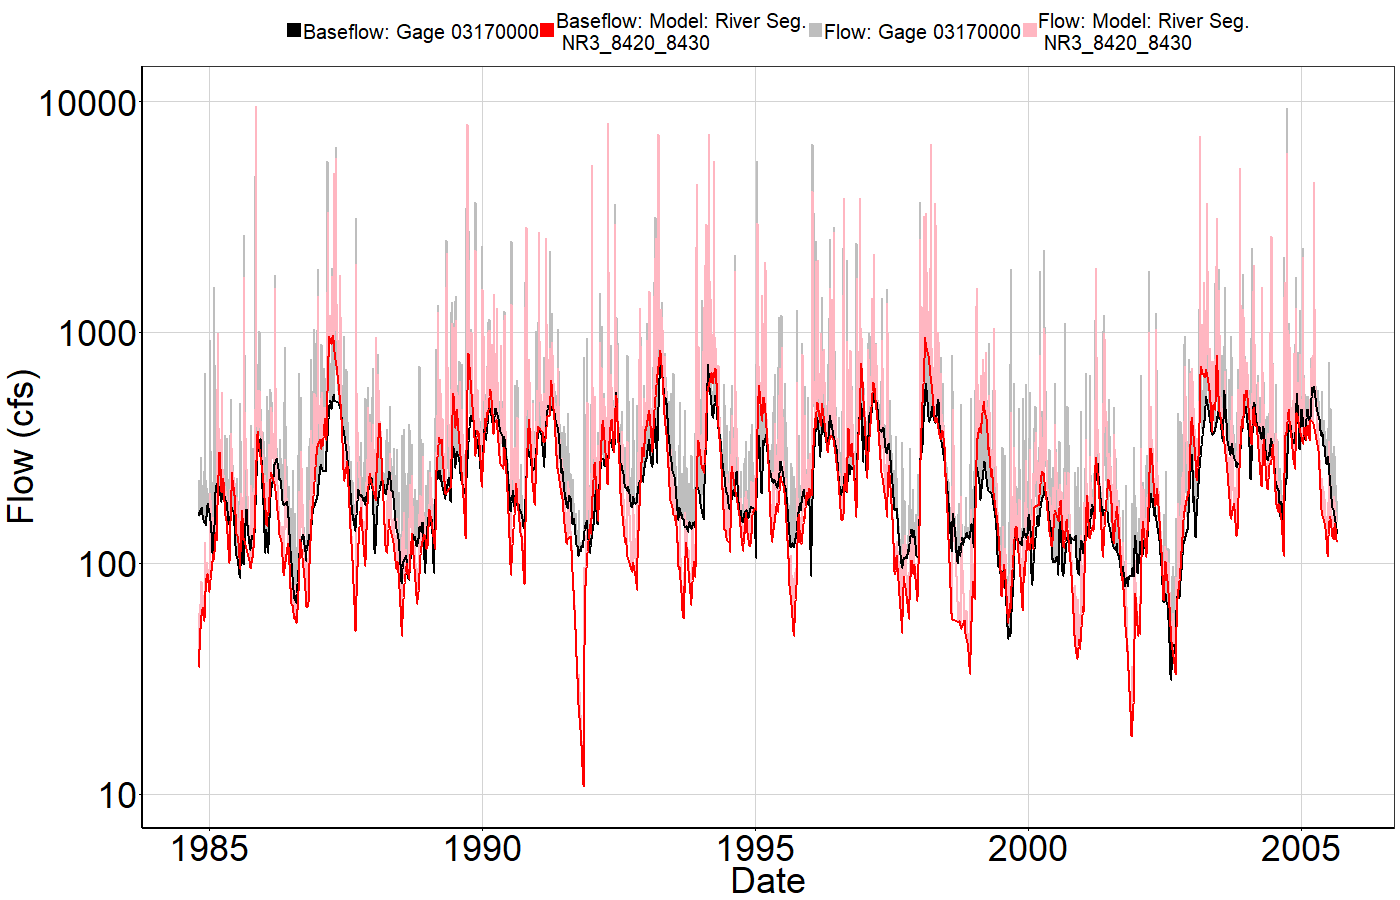 Baseflow: Gage 03170000 Baseflow: Model: River Seg. Flow: Gage 03170000 Flow: Model: River Seg.
NR3_8420_8430 NR3_8420_8430
10000
1000
100
10
Flow (cfs)
1985 1990 1995 2000 2005
Date